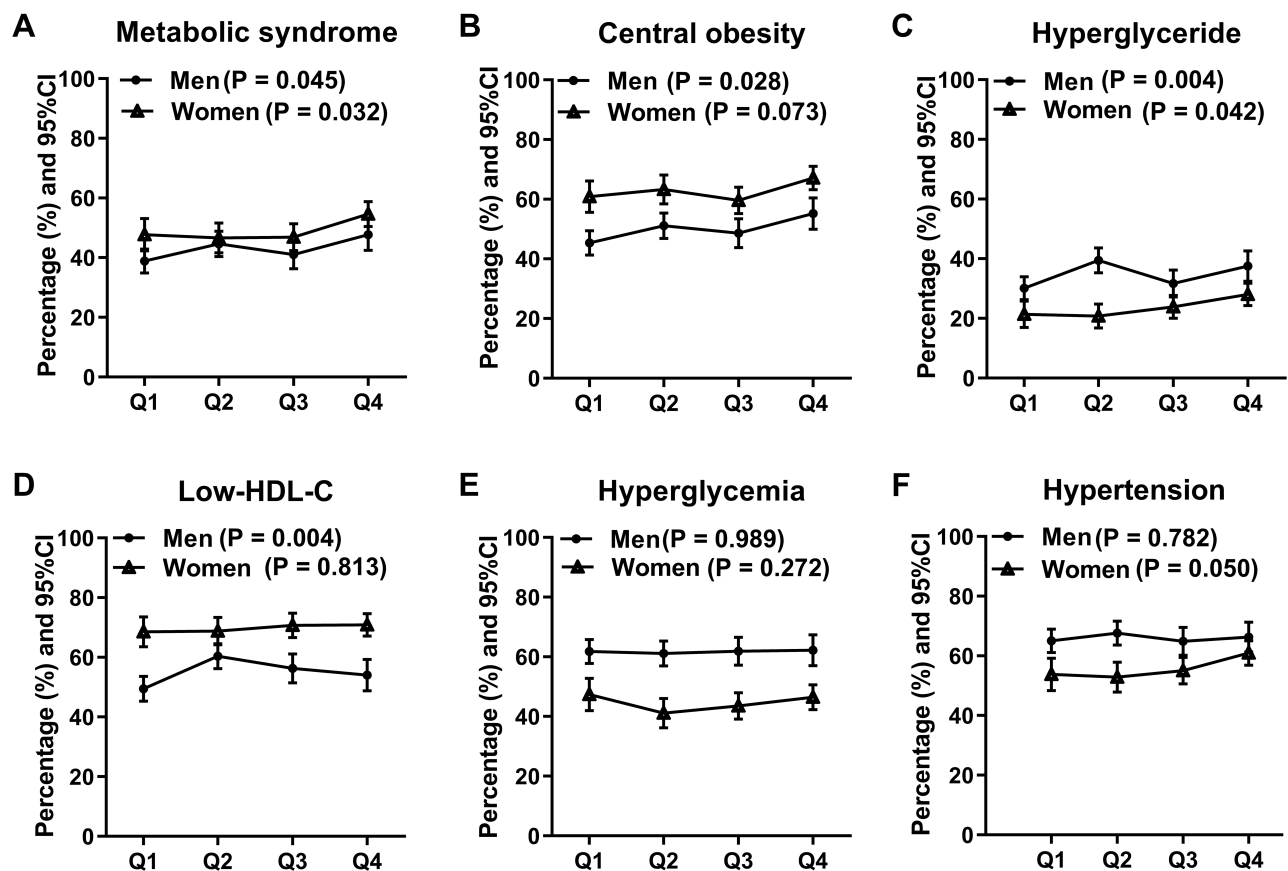 A
Metabolic syndrome
Men (P = 0.045)
Women (P = 0.032)
Percentage (%) and 95%CI
100
80
60
40
20
0
Q1 Q2 Q3 Q4
B
Central obesity
Men (P = 0.028)
Women (P = 0.073)
Percentage (%) and 95%CI
100
80
60
40
20
0
Q1 Q2 Q3 Q4
C
Hyperglyceride
Men (P = 0.004)
Women (P = 0.042)
Percentage (%) and 95%CI
100
80
60
40
20
0
Q1 Q2 Q3 Q4
D
Low-HDL-C
Men (P = 0.004)
Women (P = 0.813)
Percentage (%) and 95%CI
100
80
60
40
20
0
Q1 Q2 Q3 Q4
E
Hyperglycemia
Men (P = 0.989)
Women (P = 0.272)
Percentage (%) and 95%CI
100
80
60
40
20
0
Q1 Q2 Q3 Q4
F
Hypertension
Men (P = 0.782)
Women (P = 0.050)
Percentage (%) and 95%CI
100
80
60
40
20
0
Q1 Q2 Q3 Q4